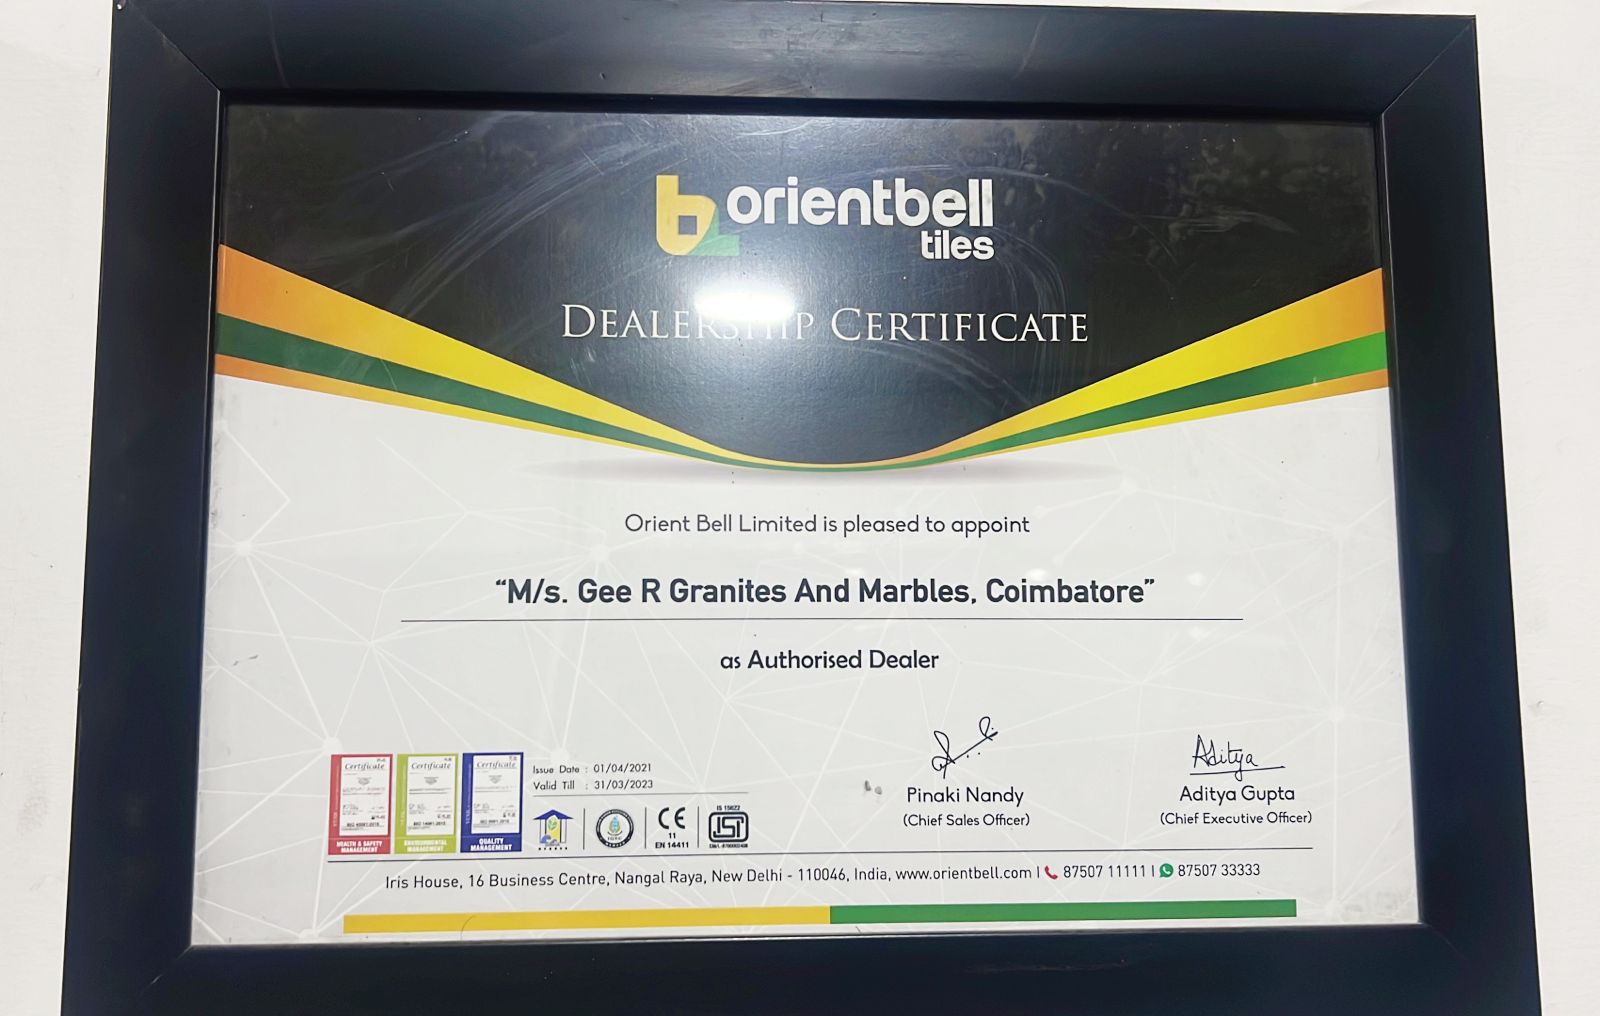 orientbell
tiles
DEALERSHIP CERTIFICATE
Orient Bell Limited is pleased to appoint
“M/s. Gee R Granites And Marbles, Coimbatore”
as Authorised Dealer
Certificate
Certificate
Certificate
HEALTH & SAFETY
MANAGEMENT
ENVIRONMENTAL
MANAGEMENT
QUALITY
MANAGEMENT
Issue Date : 01/04/2021
Valid Till : 31/03/2023
CE
11
EN 14411
IS 15622
Pinaki Nandy
(Chief Sales Officer)
Aditya
Aditya Gupta
(Chief Executive Officer)
Iris House, 16 Business Centre, Nangal Raya, New Delhi - 110046, India, www.orientbell.com | 87507 11111 | 87507 33333